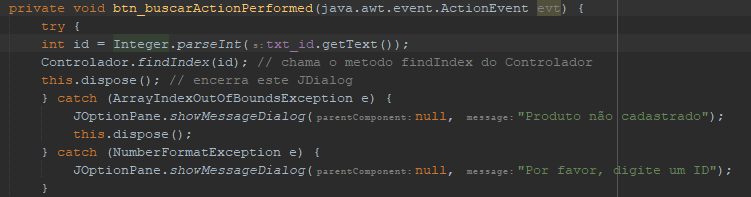 private void btn_buscarActionPerformed(java.awt.event.ActionEvent evt) {
try {
int id = Integer.parseInt( s: txt_id.getText());
Controlador.findIndex(id); // chama o metodo findIndex do Controlador
this.dispose(); // encerra este JDialog
} catch (ArrayIndexOutOfBoundsException e) {
JOptionPane.showMessageDialog( parentComponent: null, message: "Produto não cadastrado");
this.dispose();
} catch (NumberFormatException e) {
JOptionPane.showMessageDialog( parentComponent: null, message: "Por favor, digite um ID");
}